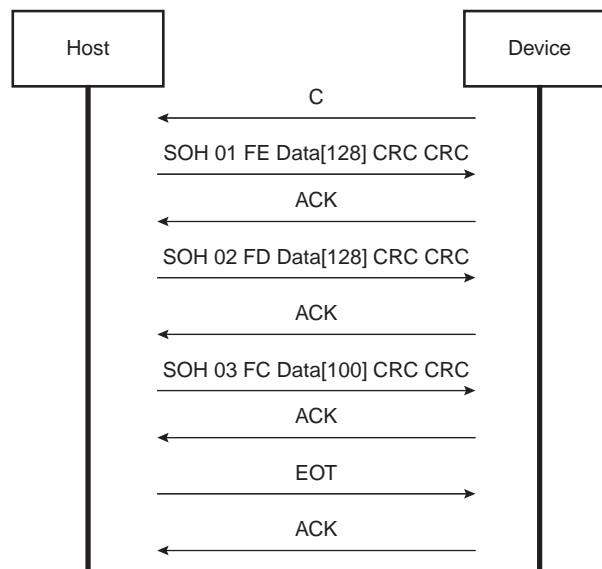 Host
Device
C
SOH 01 FE Data[128] CRC CRC
ACK
SOH 02 FD Data[128] CRC CRC
ACK
SOH 03 FC Data[100] CRC CRC
ACK
EOT
ACK